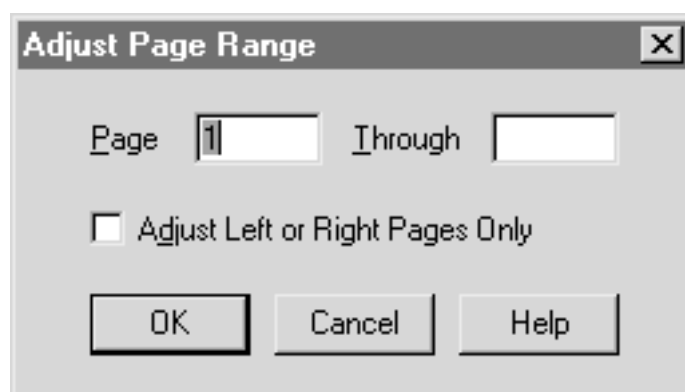 Adjust Page Range
Page 1 Through
Adjust Left or Right Pages Only
OK Cancel Help